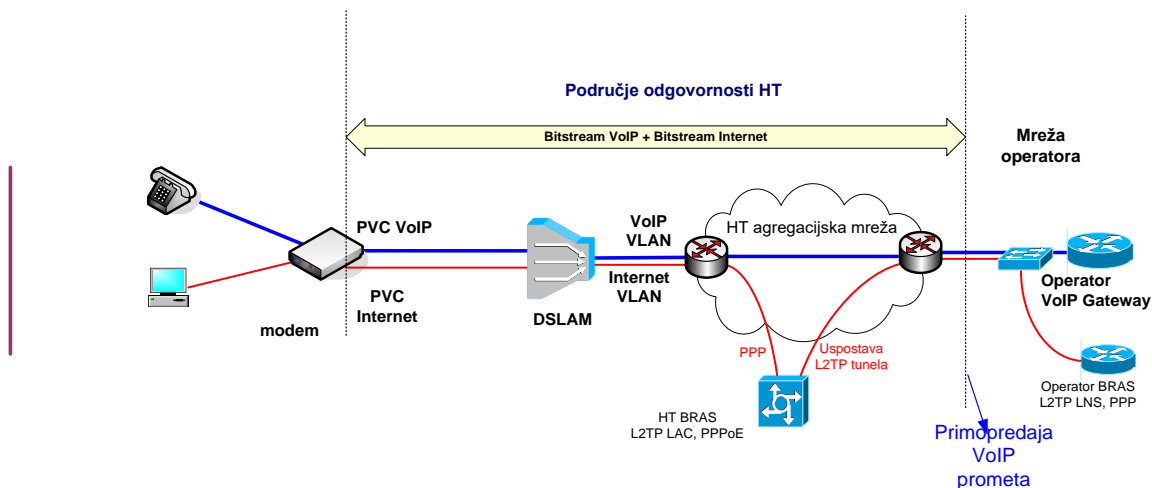 Područje odgovornosti HT
Bitstream VoIP + Bitstream Internet
Mreža
operatora
PVC VoIP
VoIP
VLAN
HT agregacijska mreža
PVC
Internet
Internet
VLAN
modem
DSLAM
Operator
VoIP Gateway
PPP
Uspostava
L2TP tunela
HT BRAS
L2TP LAC, PPPoE
Operator BRAS
L2TP LNS, PPP
Primopredaja
VoIP
prometa